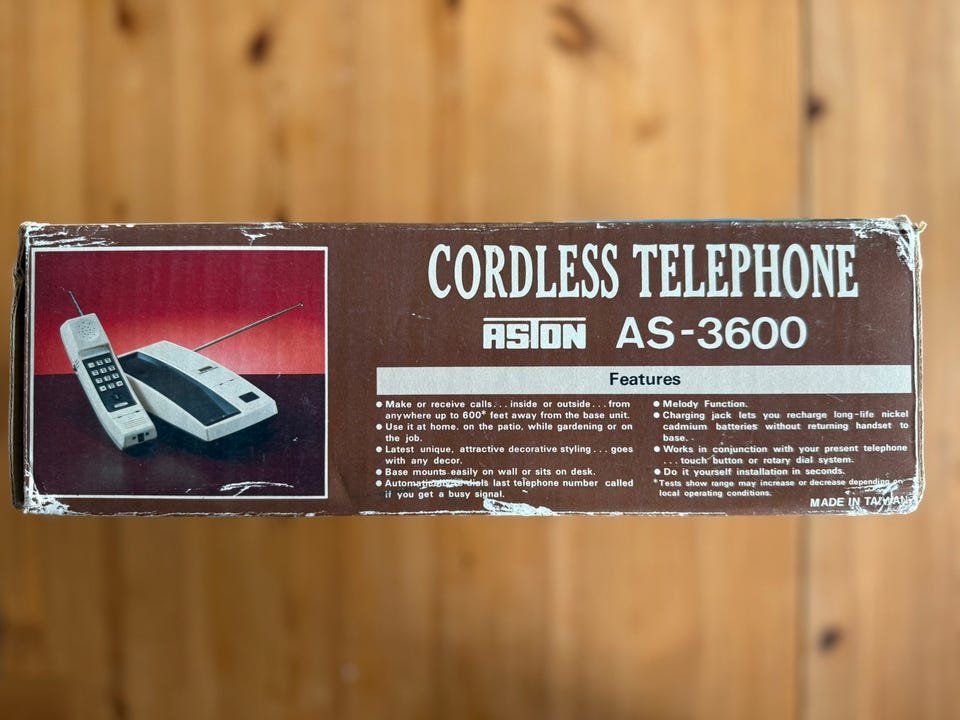 CORDLESS TELEPHONE
ASTON AS-3600
Features
● Make or receive calls...inside or outside...from
anywhere up to 600* feet away from the base unit.
● Use it at home. on the patio, while gardening or on
the job.
● Latest unique, attractive decorative styling...goes
with any decor.
● Base mounts easily on wall or sits on desk.
● Automatically dials last telephone number called
if you get a busy signal.
● Melody Function.
● Charging jack lets you recharge long-life nickel
cadmium batteries without returning handset to
base.
● Works in conjunction with your present telephone
...touch button or rotary dial system.
● Do it yourself installation in seconds.
*Tests show range may increase or decrease depending on
local operating conditions.
MADE IN TAIWAN